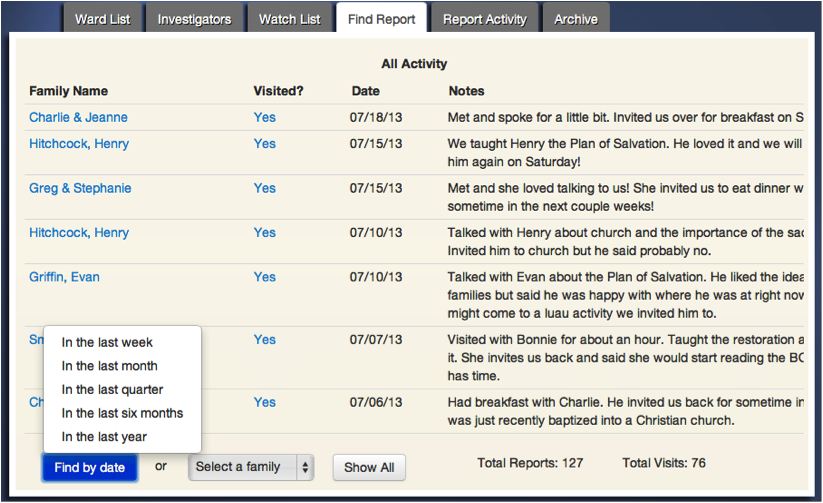 Ward List Investigators Watch List Find Report Report Activity Archive
All Activity
Family Name Visited? Date Notes
Charlie & Jeanne Yes 07/18/13 Met and spoke for a little bit. Invited us over for breakfast on S
Hitchcock, Henry Yes 07/15/13 We taught Henry the Plan of Salvation. He loved it and we will
him again on Saturday!
Greg & Stephanie Yes 07/15/13 Met and she loved talking to us! She invited us to eat dinner w
sometime in the next couple weeks!
Hitchcock, Henry Yes 07/10/13 Talked with Henry about church and the importance of the sac
Invited him to church but he said probably no.
Griffin, Evan Yes 07/10/13 Talked with Evan about the Plan of Salvation. He liked the idea
families but said he was happy with where he was at right now
might come to a luau activity we invited him to.
Sm Yes 07/07/13 Visited with Bonnie for about an hour. Taught the restoration a
it. She invites us back and said she would start reading the BO
has time.
Ch Yes 07/06/13 Had breakfast with Charlie. He invited us back for sometime in
was just recently baptized into a Christian church.
In the last week
In the last month
In the last quarter
In the last six months
In the last year
Find by date or Select a family Show All Total Reports: 127 Total Visits: 76